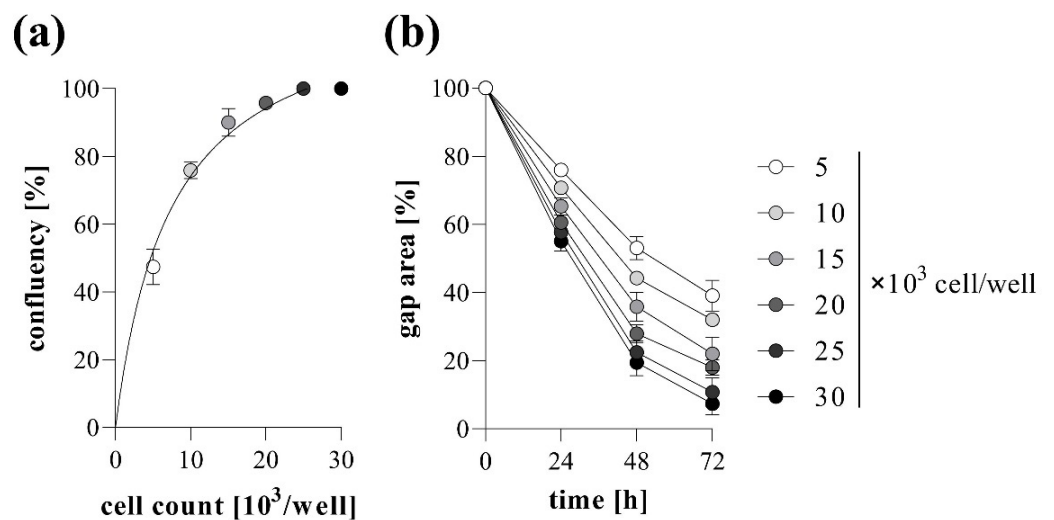 (a)
(b)
confluency [%]
100
80
60
40
20
0
0 10 20 30
cell count [10³/well]
gap area [%]
100
80
60
40
20
0
0 24 48 72
time [h]
5
10
15
20
25
30
×10³ cell/well